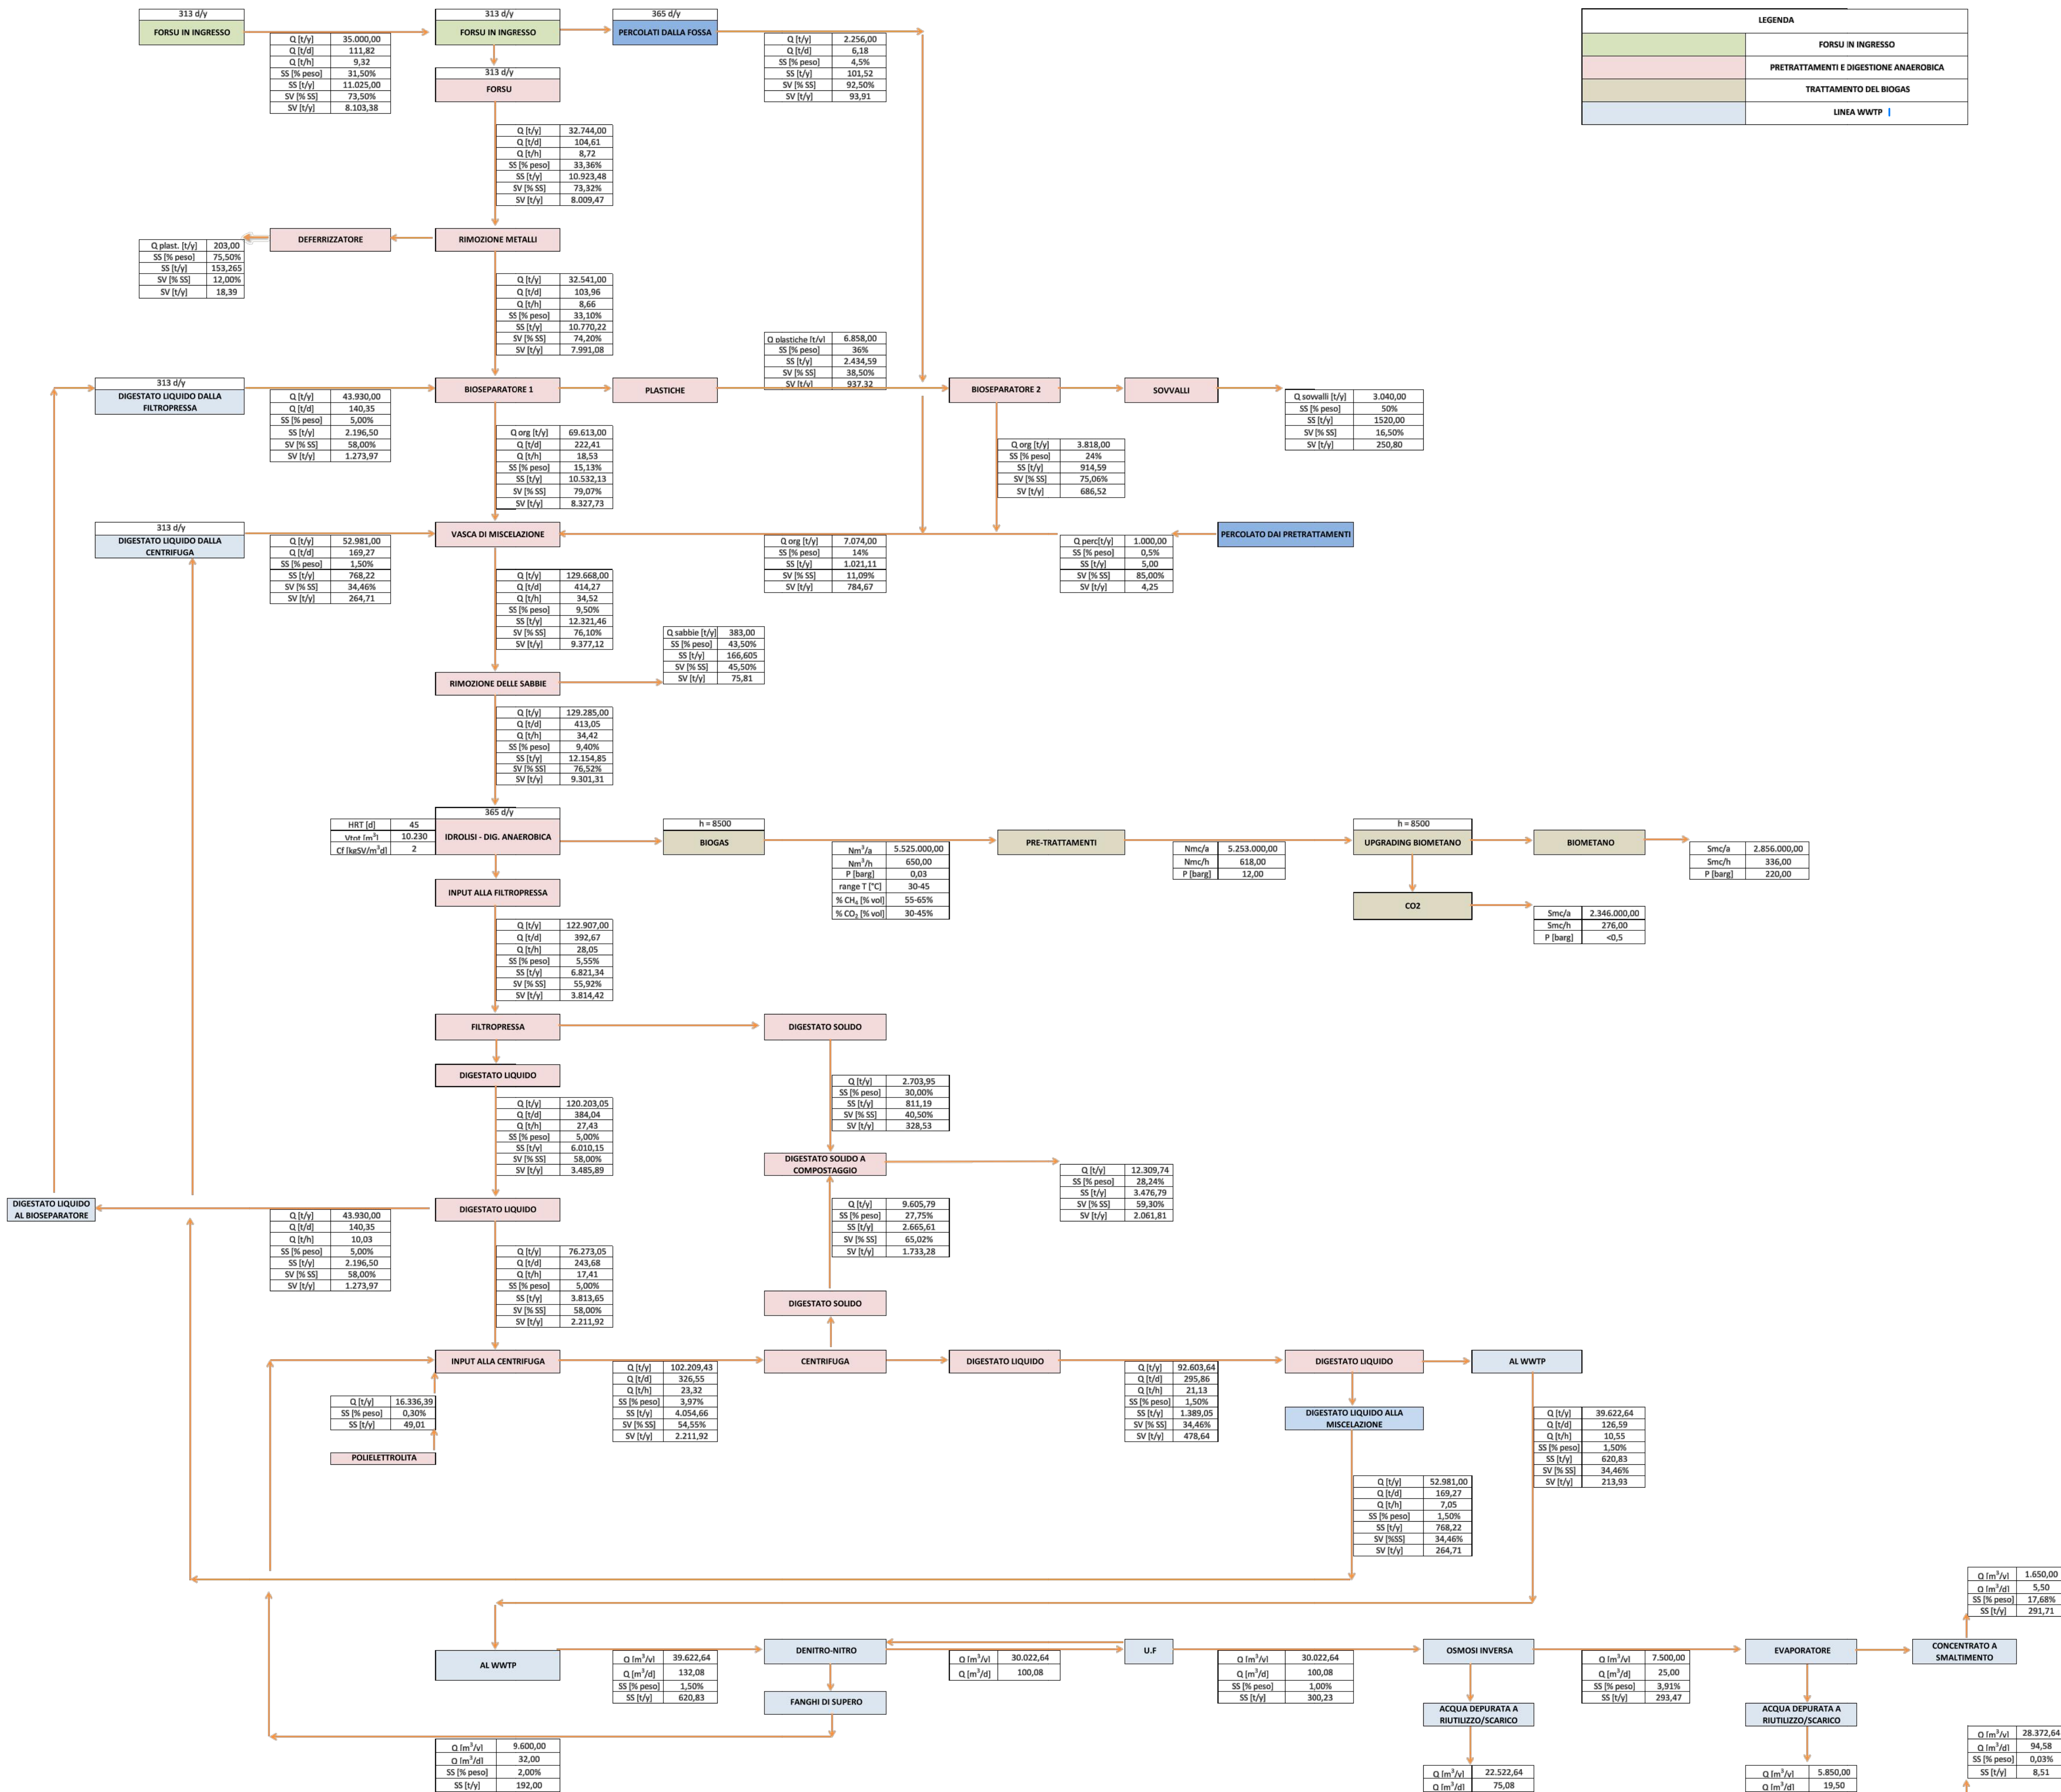 313 d/y
FORSU IN INGRESSO
Q [t/y] 35.000,00
Q [t/d] 111,82
Q [t/h] 9,32
SS [% peso] 31,50%
SS [t/y] 11.025,00
SV [% SS] 73,50%
SV [t/y] 8.103,38
313 d/y
FORSU IN INGRESSO
365 d/y
PERCOLATI DALLA FOSSA
Q [t/y] 2.256,00
Q [t/d] 6,18
SS [% peso] 4,5%
SS [t/y] 101,52
SV [% SS] 92,50%
SV [t/y] 93,91
LEGENDA
FORSU IN INGRESSO
PRETRATTAMENTI E DIGESTIONE ANAEROBICA
TRATTAMENTO DEL BIOGAS
LINEA WWTP
313 d/y
FORSU
Q [t/y] 32.744,00
Q [t/d] 104,61
Q [t/h] 8,72
SS [% peso] 33,36%
SS [t/y] 10.923,48
SV [% SS] 73,32%
SV [t/y] 8.009,47
Q plast. [t/y] 203,00
SS [% peso] 75,50%
SS [t/y] 153,265
SV [% SS] 12,00%
SV [t/y] 18,39
DEFERRIZZATORE
RIMOZIONE METALLI
Q [t/y] 32.541,00
Q [t/d] 103,96
Q [t/h] 8,66
SS [% peso] 33,10%
SS [t/y] 10.770,22
SV [% SS] 74,20%
SV [t/y] 7.991,08
Q plastiche [t/y] 6.858,00
SS [% peso] 36%
SS [t/y] 2.434,59
SV [% SS] 38,50%
SV [t/y] 937,32
313 d/y
DIGESTATO LIQUIDO DALLA
FILTROPRESSA
Q [t/y] 43.930,00
Q [t/d] 140,35
SS [% peso] 5,00%
SS [t/y] 2.196,50
SV [% SS] 58,00%
SV [t/y] 1.273,97
BIOSEPARATORE 1
PLASTICHE
BIOSEPARATORE 2
SOVVALLI
Q sovvalli [t/y] 3.040,00
SS [% peso] 50%
SS [t/y] 1520,00
SV [% SS] 16,50%
SV [t/y] 250,80
Q org [t/y] 69.613,00
Q [t/d] 222,41
Q [t/h] 18,53
SS [% peso] 15,13%
SS [t/y] 10.532,13
SV [% SS] 79,07%
SV [t/y] 8.327,73
Q org [t/y] 3.818,00
SS [% peso] 24%
SS [t/y] 914,59
SV [% SS] 75,06%
SV [t/y] 686,52
313 d/y
DIGESTATO LIQUIDO DALLA
CENTRIFUGA
Q [t/y] 52.981,00
Q [t/d] 169,27
SS [% peso] 1,50%
SS [t/y] 768,22
SV [% SS] 34,46%
SV [t/y] 264,71
VASCA DI MISCELAZIONE
Q org [t/y] 7.074,00
SS [% peso] 14%
SS [t/y] 1.021,11
SV [% SS] 11,09%
SV [t/y] 784,67
Q perc[t/y] 1.000,00
SS [% peso] 0,5%
SS [t/y] 5,00
SV [% SS] 85,00%
SV [t/y] 4,25
PERCOLATO DAI PRETRATTAMENTI
Q [t/y] 129.668,00
Q [t/d] 414,27
Q [t/h] 34,52
SS [% peso] 9,50%
SS [t/y] 12.321,46
SV [% SS] 76,10%
SV [t/y] 9.377,12
Q sabbie [t/y] 383,00
SS [% peso] 43,50%
SS [t/y] 166,605
SV [% SS] 45,50%
SV [t/y] 75,81
RIMOZIONE DELLE SABBIE
Q [t/y] 129.285,00
Q [t/d] 413,05
Q [t/h] 34,42
SS [% peso] 9,40%
SS [t/y] 12.154,85
SV [% SS] 76,52%
SV [t/y] 9.301,31
HRT [d] 45
Vtot [m³] 10.230
Cf [kgSV/m³d] 2
365 d/y
IDROLISI - DIG. ANAEROBICA
h = 8500
BIOGAS
Nm³/a 5.525.000,00
Nm³/h 650,00
P [barg] 0,03
range T [°C] 30-45
% CH₄ [% vol] 55-65%
% CO₂ [% vol] 30-45%
PRE-TRATTAMENTI
Nmc/a 5.253.000,00
Nmc/h 618,00
P [barg] 12,00
h = 8500
UPGRADING BIOMETANO
BIOMETANO
Smc/a 2.856.000,00
Smc/h 336,00
P [barg] 220,00
CO2
Smc/a 2.346.000,00
Smc/h 276,00
P [barg] <0,5
INPUT ALLA FILTROPRESSA
Q [t/y] 122.907,00
Q [t/d] 392,67
Q [t/h] 28,05
SS [% peso] 5,55%
SS [t/y] 6.821,34
SV [% SS] 55,92%
SV [t/y] 3.814,42
FILTROPRESSA
DIGESTATO SOLIDO
DIGESTATO LIQUIDO
Q [t/y] 2.703,95
SS [% peso] 30,00%
SS [t/y] 811,19
SV [% SS] 40,50%
SV [t/y] 328,53
Q [t/y] 120.203,05
Q [t/d] 384,04
Q [t/h] 27,43
SS [% peso] 5,00%
SS [t/y] 6.010,15
SV [% SS] 58,00%
SV [t/y] 3.485,89
DIGESTATO SOLIDO A
COMPOSTAGGIO
Q [t/y] 12.309,74
SS [% peso] 28,24%
SS [t/y] 3.476,79
SV [% SS] 59,30%
SV [t/y] 2.061,81
DIGESTATO LIQUIDO
AL BIOSEPARATORE
Q [t/y] 43.930,00
Q [t/d] 140,35
Q [t/h] 10,03
SS [% peso] 5,00%
SS [t/y] 2.196,50
SV [% SS] 58,00%
SV [t/y] 1.273,97
DIGESTATO LIQUIDO
Q [t/y] 9.605,79
SS [% peso] 27,75%
SS [t/y] 2.665,61
SV [% SS] 65,02%
SV [t/y] 1.733,28
Q [t/y] 76.273,05
Q [t/d] 243,68
Q [t/h] 17,41
SS [% peso] 5,00%
SS [t/y] 3.813,65
SV [% SS] 58,00%
SV [t/y] 2.211,92
DIGESTATO SOLIDO
INPUT ALLA CENTRIFUGA
Q [t/y] 102.209,43
Q [t/d] 326,55
Q [t/h] 23,32
SS [% peso] 3,97%
SS [t/y] 4.054,66
SV [% SS] 54,55%
SV [t/y] 2.211,92
CENTRIFUGA
DIGESTATO LIQUIDO
Q [t/y] 92.603,64
Q [t/d] 295,86
Q [t/h] 21,13
SS [% peso] 1,50%
SS [t/y] 1.389,05
SV [% SS] 34,46%
SV [t/y] 478,64
DIGESTATO LIQUIDO
AL WWTP
Q [t/y] 16.336,39
SS [% peso] 0,30%
SS [t/y] 49,01
POLIELETTROLITA
DIGESTATO LIQUIDO ALLA
MISCELAZIONE
Q [t/y] 39.622,64
Q [t/d] 126,59
Q [t/h] 10,55
SS [% peso] 1,50%
SS [t/y] 620,83
SV [% SS] 34,46%
SV [t/y] 213,93
Q [t/y] 52.981,00
Q [t/d] 169,27
Q [t/h] 7,05
SS [% peso] 1,50%
SS [t/y] 768,22
SV [%SS] 34,46%
SV [t/y] 264,71
Q [m³/y] 1.650,00
Q [m³/d] 5,50
SS [% peso] 17,68%
SS [t/y] 291,71
AL WWTP
Q [m³/y] 39.622,64
Q [m³/d] 132,08
SS [% peso] 1,50%
SS [t/y] 620,83
DENITRO-NITRO
Q [m³/y] 30.022,64
Q [m³/d] 100,08
U.F
Q [m³/y] 30.022,64
Q [m³/d] 100,08
SS [% peso] 1,00%
SS [t/y] 300,23
OSMOSI INVERSA
Q [m³/y] 7.500,00
Q [m³/d] 25,00
SS [% peso] 3,91%
SS [t/y] 293,47
EVAPORATORE
CONCENTRATO A
SMALTIMENTO
FANGHI DI SUPERO
ACQUA DEPURATA A
RIUTILIZZO/SCARICO
ACQUA DEPURATA A
RIUTILIZZO/SCARICO
Q [m³/y] 9.600,00
Q [m³/d] 32,00
SS [% peso] 2,00%
SS [t/y] 192,00
Q [m³/y] 22.522,64
Q [m³/d] 75,08
Q [m³/y] 5.850,00
Q [m³/d] 19,50
Q [m³/y] 28.372,64
Q [m³/d] 94,58
SS [% peso] 0,03%
SS [t/y] 8,51